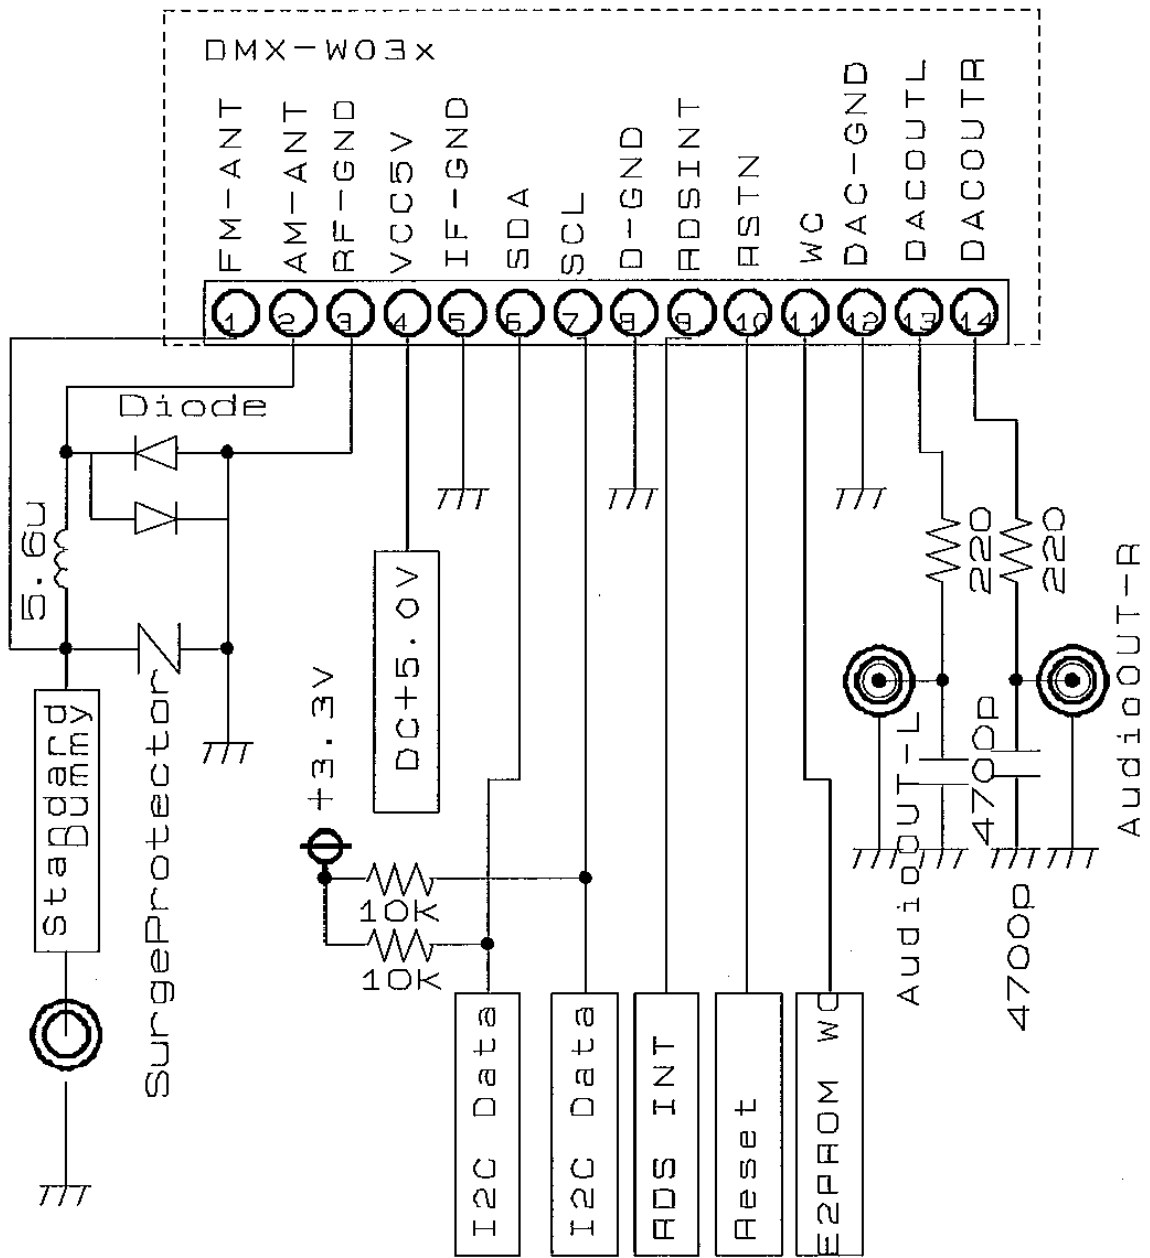 DMX-W03x
FM-ANT
AM-ANT
RF-GND
VCC5V
IF-GND
SDA
SCL
D-GND
RDSINT
RSTN
WC
DAC-GND
DACOUTL
DACOUTR
1 2 3 4 5 6 7 8 9 10 11 12 13 14
Diode
5.6u
220
220
DC+5.0V
+3.3V
Standard
Dummy
SurgeProtector
10K
10K
AudioOUT-L
4700p
4700p
AudioOUT-R
I2C Data
I2C Data
RDS INT
Reset
E2PROM WC